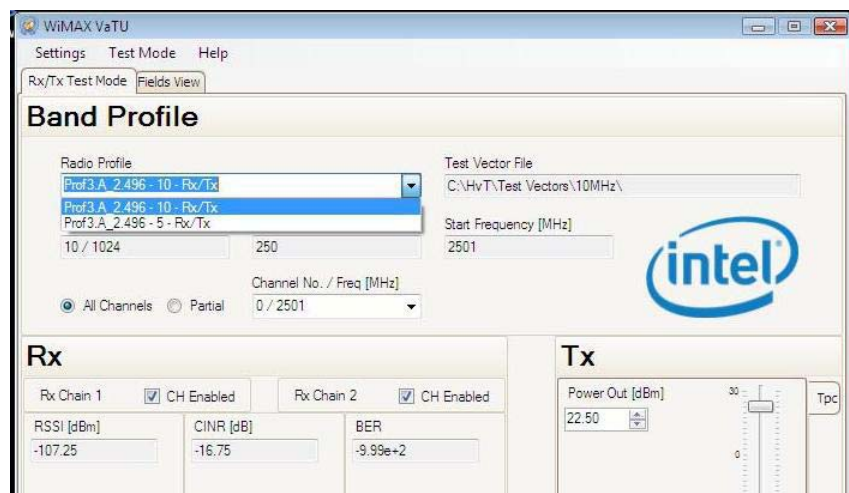 WiMAX VaTU
Settings Test Mode Help
Rx/Tx Test Mode Fields View
Band Profile
Radio Profile
Test Vector File
Prof3.A_2.496 - 10 - Rx/Tx
C:\HvT\Test Vectors\10MHz\
Prof3.A_2.496 - 10 - Rx/Tx
Prof3.A_2.496 - 5 - Rx/Tx
Start Frequency [MHz]
10 / 1024 250 2501
intel
Channel No. / Freq [MHz]
All Channels Partial 0 / 2501
Rx
Tx
Rx Chain 1 CH Enabled Rx Chain 2 CH Enabled
Power Out [dBm] 30 Tpc
RSSI [dBm] CINR [dB] BER
22.50
-107.25 -16.75 -9.99e+2
0